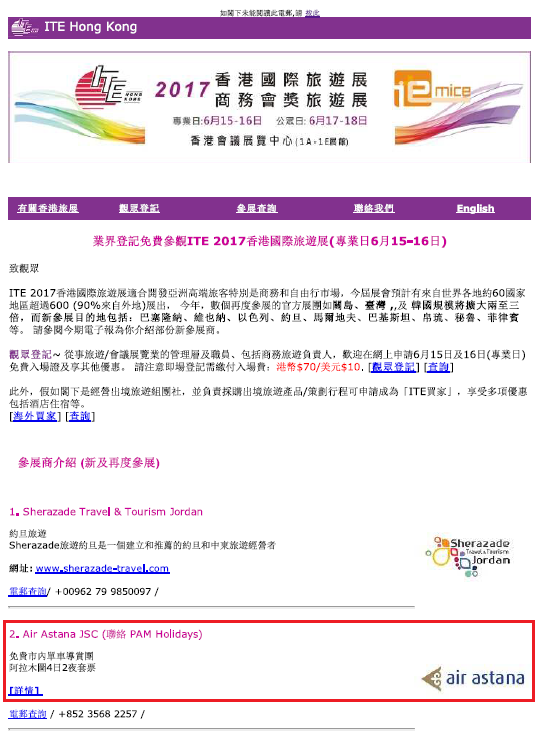 如閣下未能閱讀此電郵,請 按此
ITE Hong Kong
ITE HONG KONG
2017 香港國際旅遊展
商務會獎旅遊展
ite mice
專業日:6月15-16日 公眾日: 6月17-18日
香港會議展覽中心(1A-1E展館)
有關香港旅展 觀眾登記 參展查詢 聯絡我們 English
業界登記免費參觀ITE 2017香港國際旅遊展(專業日6月15-16日)
致觀眾
ITE 2017香港國際旅遊展適合開發亞洲高端旅客特別是商務和自由行市場，今屆展會預計有來自世界各地約60國家
地區超過600 (90%來自外地)展出， 今年，數個再度參展的官方展團如關島、臺灣 ,,及 韓國規模將擴大兩至三
倍，而新參展目的地包括：巴塞隆納、維也納、以色列、約旦、馬爾地夫、巴基斯坦、帛琉、秘魯、菲律賓
等。 請參閱今期電子報為你介紹部份新參展商。
觀眾登記~ 從事旅遊/會議展覽業的管理層及職員、包括商務旅遊負責人，歡迎在網上申請6月15日及16日(專業日)
免費入場證及享其他優惠。 請注意即場登記需繳付入場費：港幣$70/美元$10. [觀眾登記] [查詢]
此外，假如閣下是經營出境旅遊組團社，並負責採購出境旅遊產品/策劃行程可申請成為「ITE買家」，享受多項優惠
包括酒店住宿等。
[海外買家] [查詢]
參展商介紹 (新及再度參展)
1. Sherazade Travel & Tourism Jordan
約旦旅遊
Sherazade旅遊約旦是一個建立和推薦的約旦和中東旅遊經營者
Sherazade
Travel & Tourism
Jordan
網址: www.sherazade-travel.com
電郵查詢/ +00962 79 9850097 /
2. Air Astana JSC (聯絡 PAM Holidays)
免費市內單車導賞團
阿拉木圖4日2夜套票
air astana
[詳情]
電郵查詢 / +852 3568 2257 /